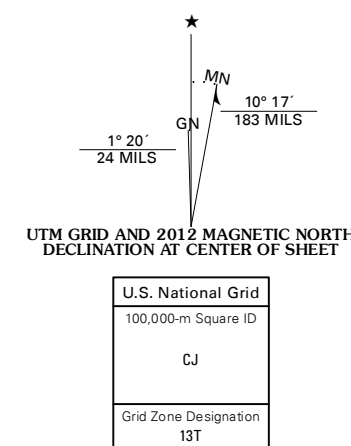 ★
MN
GN
10° 17´
183 MILS
1° 20´
24 MILS
UTM GRID AND 2012 MAGNETIC NORTH
DECLINATION AT CENTER OF SHEET
U.S. National Grid
100,000-m Square ID
CJ
Grid Zone Designation
13T